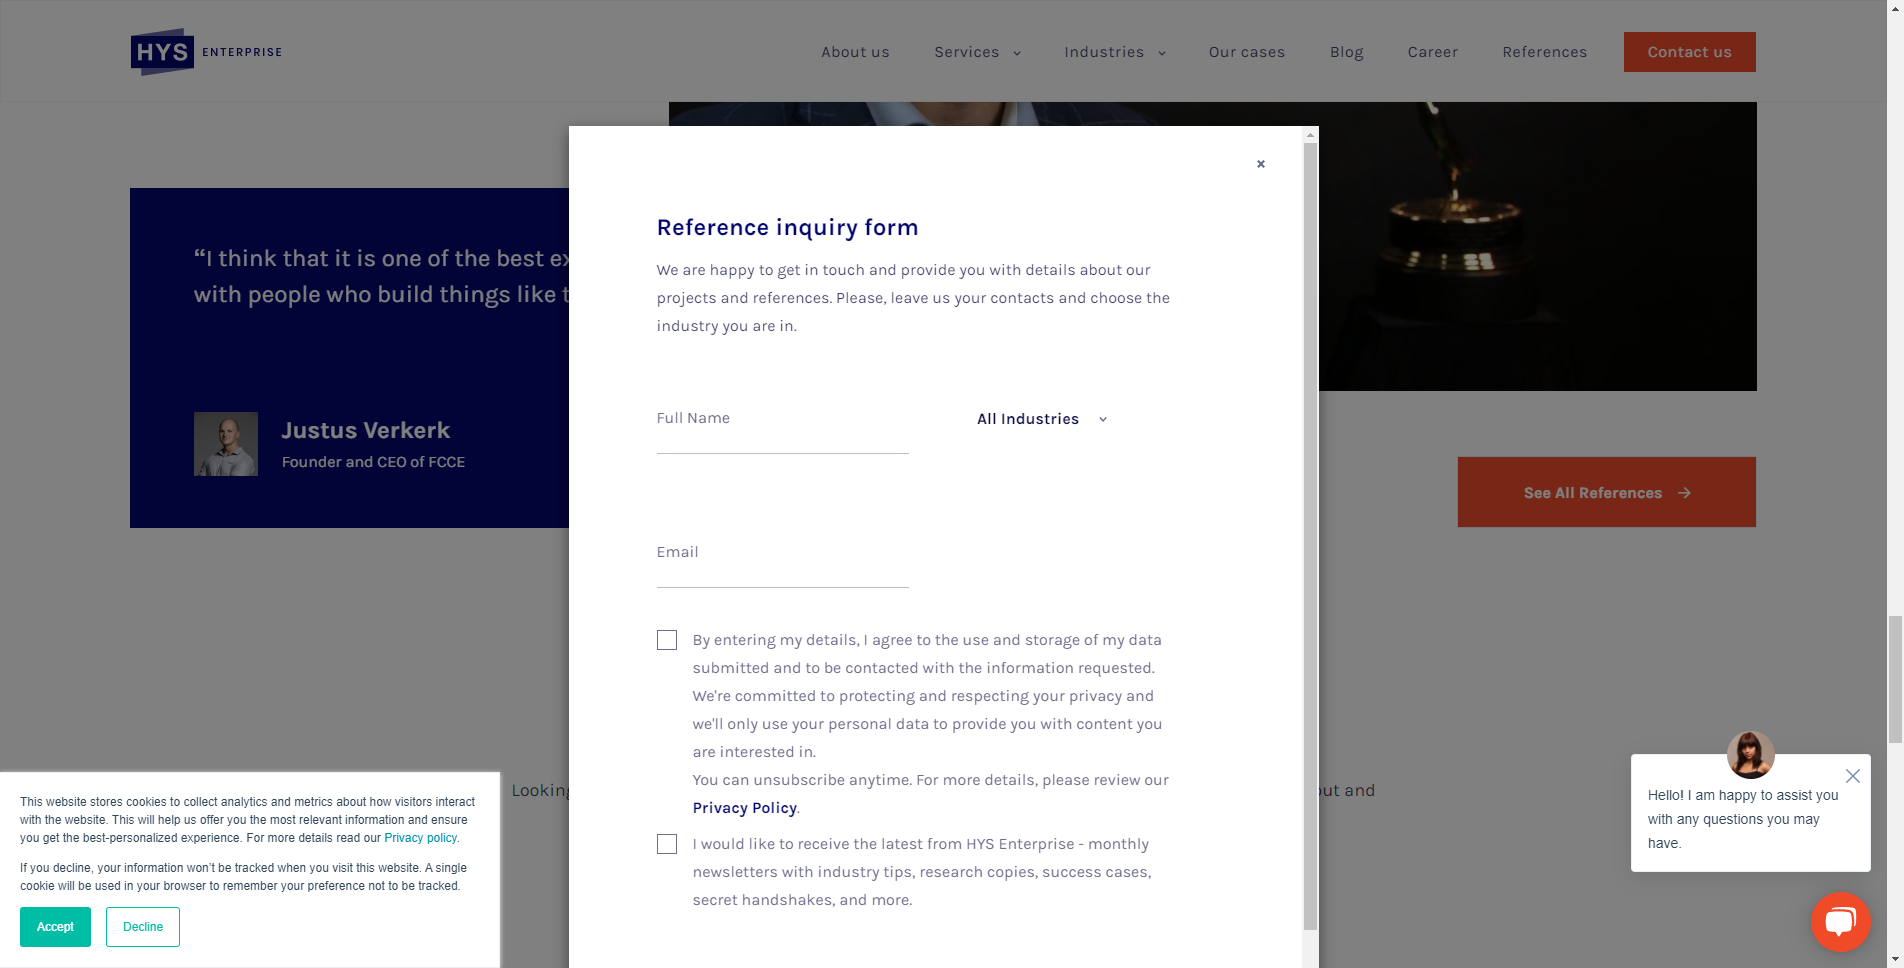 HYS ENTERPRISE
About us
Services
Industries
Our cases
Blog
Career
References
Contact us
“I think that it is one of the best ex
with people who build things like t
Justus Verkerk
Founder and CEO of FCCE
×
Reference inquiry form
We are happy to get in touch and provide you with details about our
projects and references. Please, leave us your contacts and choose the
industry you are in.
Full Name
All Industries
Email
By entering my details, I agree to the use and storage of my data
submitted and to be contacted with the information requested.
We're committed to protecting and respecting your privacy and
we'll only use your personal data to provide you with content you
are interested in.
You can unsubscribe anytime. For more details, please review our
Privacy Policy.
I would like to receive the latest from HYS Enterprise - monthly
newsletters with industry tips, research copies, success cases,
secret handshakes, and more.
See All References →
Looking
out and
This website stores cookies to collect analytics and metrics about how visitors interact
with the website. This will help us offer you the most relevant information and ensure
you get the best-personalized experience. For more details read our Privacy policy.
If you decline, your information won’t be tracked when you visit this website. A single
cookie will be used in your browser to remember your preference not to be tracked.
Accept
Decline
Hello! I am happy to assist you
with any questions you may
have.